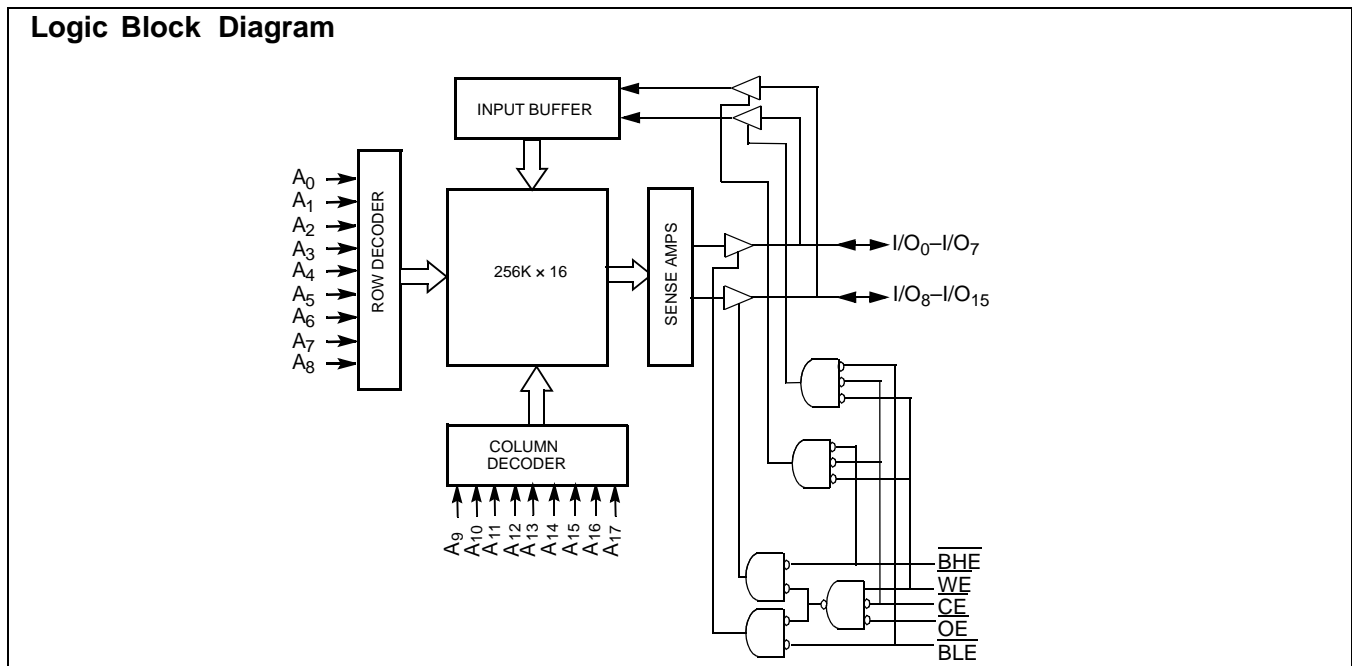 Logic Block Diagram
INPUT BUFFER
A0
A1
A2
A3
A4
A5
A6
A7
A8
ROW DECODER
256K × 16
SENSE AMPS
I/O0–I/O7
I/O8–I/O15
COLUMN
DECODER
A9
A10
A11
A12
A13
A14
A15
A16
A17
BHE
WE
CE
OE
BLE